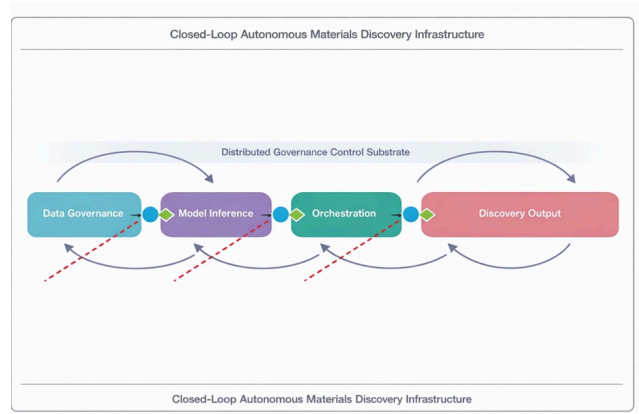 Closed-Loop Autonomous Materials Discovery Infrastructure
Distributed Governance Control Substrate
Data Governance
Model Inference
Orchestration
Discovery Output
Closed-Loop Autonomous Materials Discovery Infrastructure